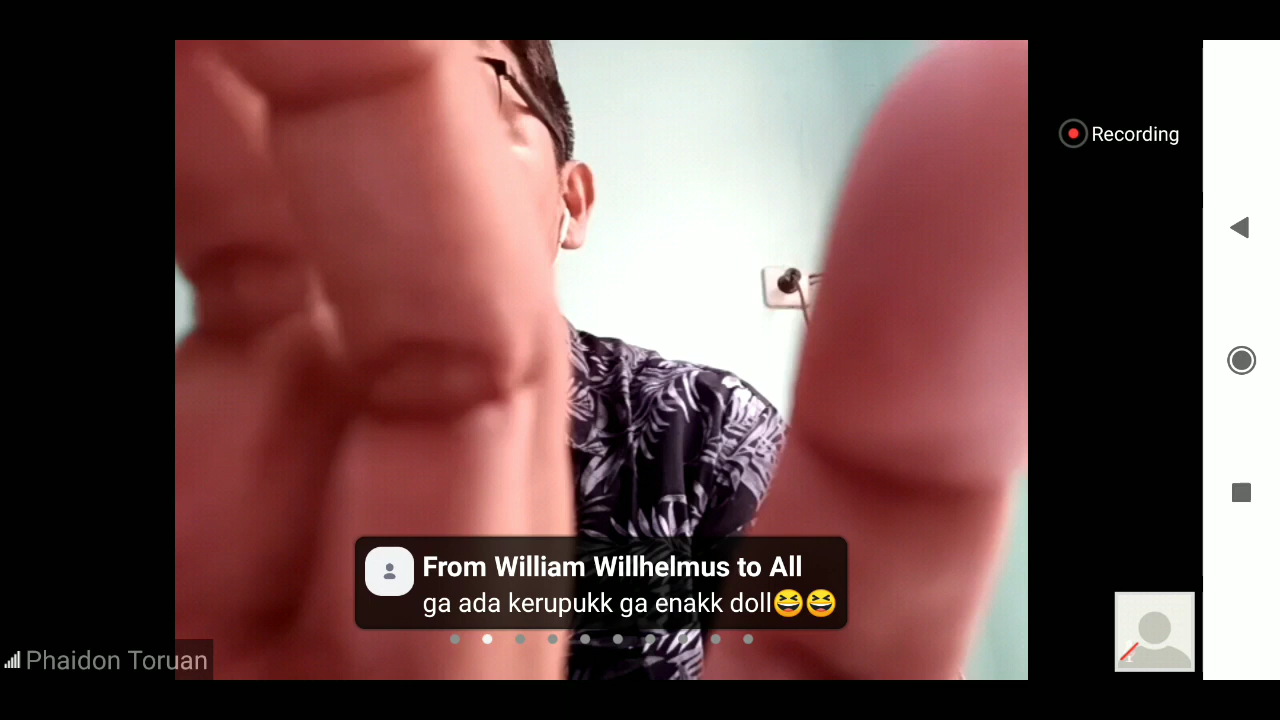 Recording
From William Willhelmus to All
ga ada kerupukk ga enakk doll😆😆
Phaidon Toruan